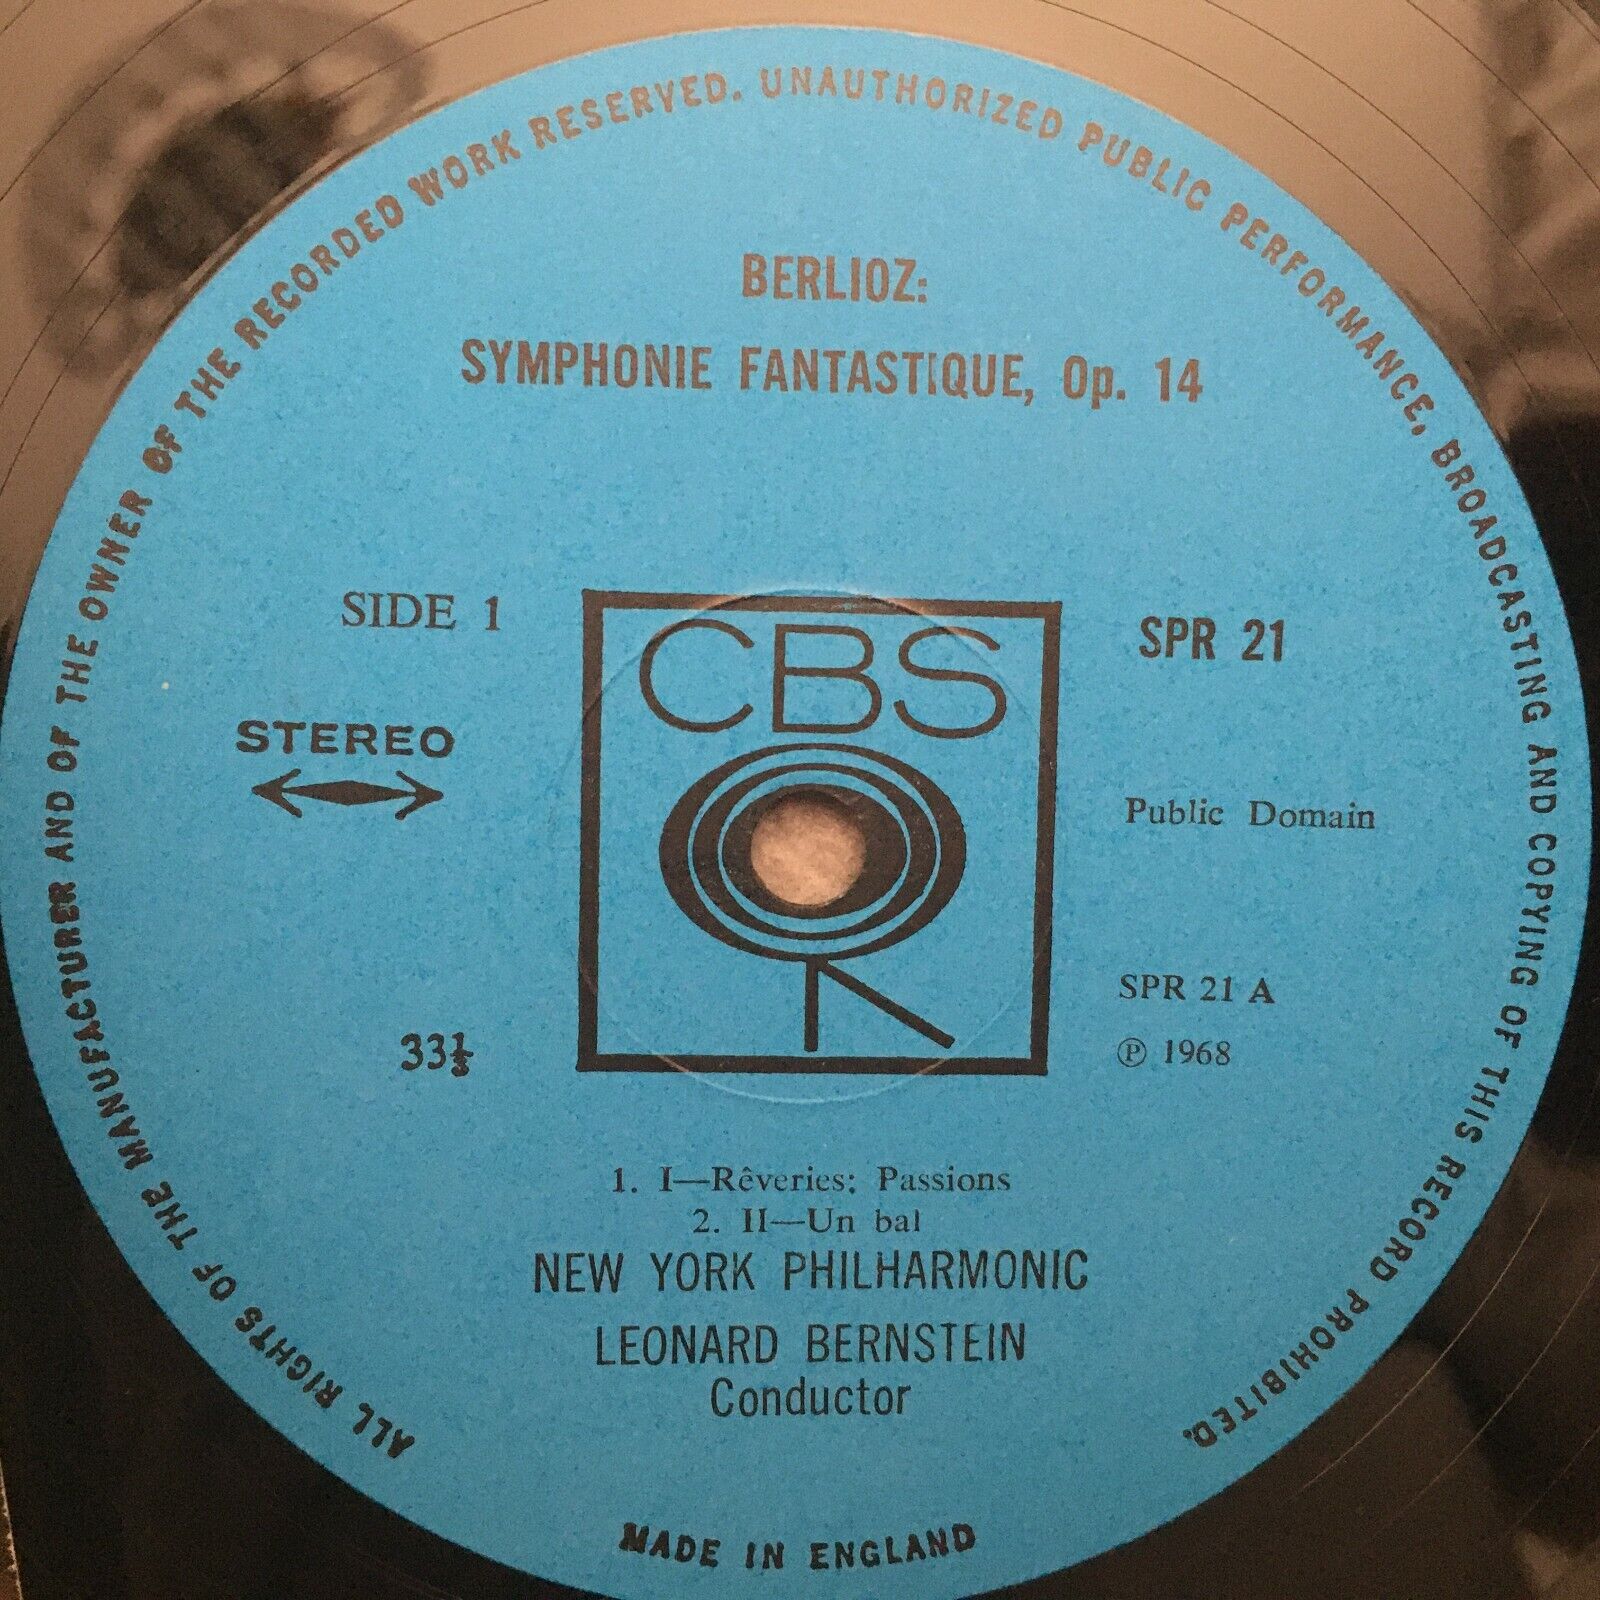 ALL RIGHTS OF THE MANUFACTURER AND OF THE OWNER OF THE RECORDED WORK RESERVED. UNAUTHORIZED PUBLIC PERFORMANCE, BROADCASTING AND COPYING OF THIS RECORD PROHIBITED.
BERLIOZ:
SYMPHONIE FANTASTIQUE, Op. 14
SIDE 1
STEREO
33⅓
CBS
SPR 21
Public Domain
SPR 21 A
℗ 1968
1. I—Rêveries: Passions
2. II—Un bal
NEW YORK PHILHARMONIC
LEONARD BERNSTEIN
Conductor
MADE IN ENGLAND